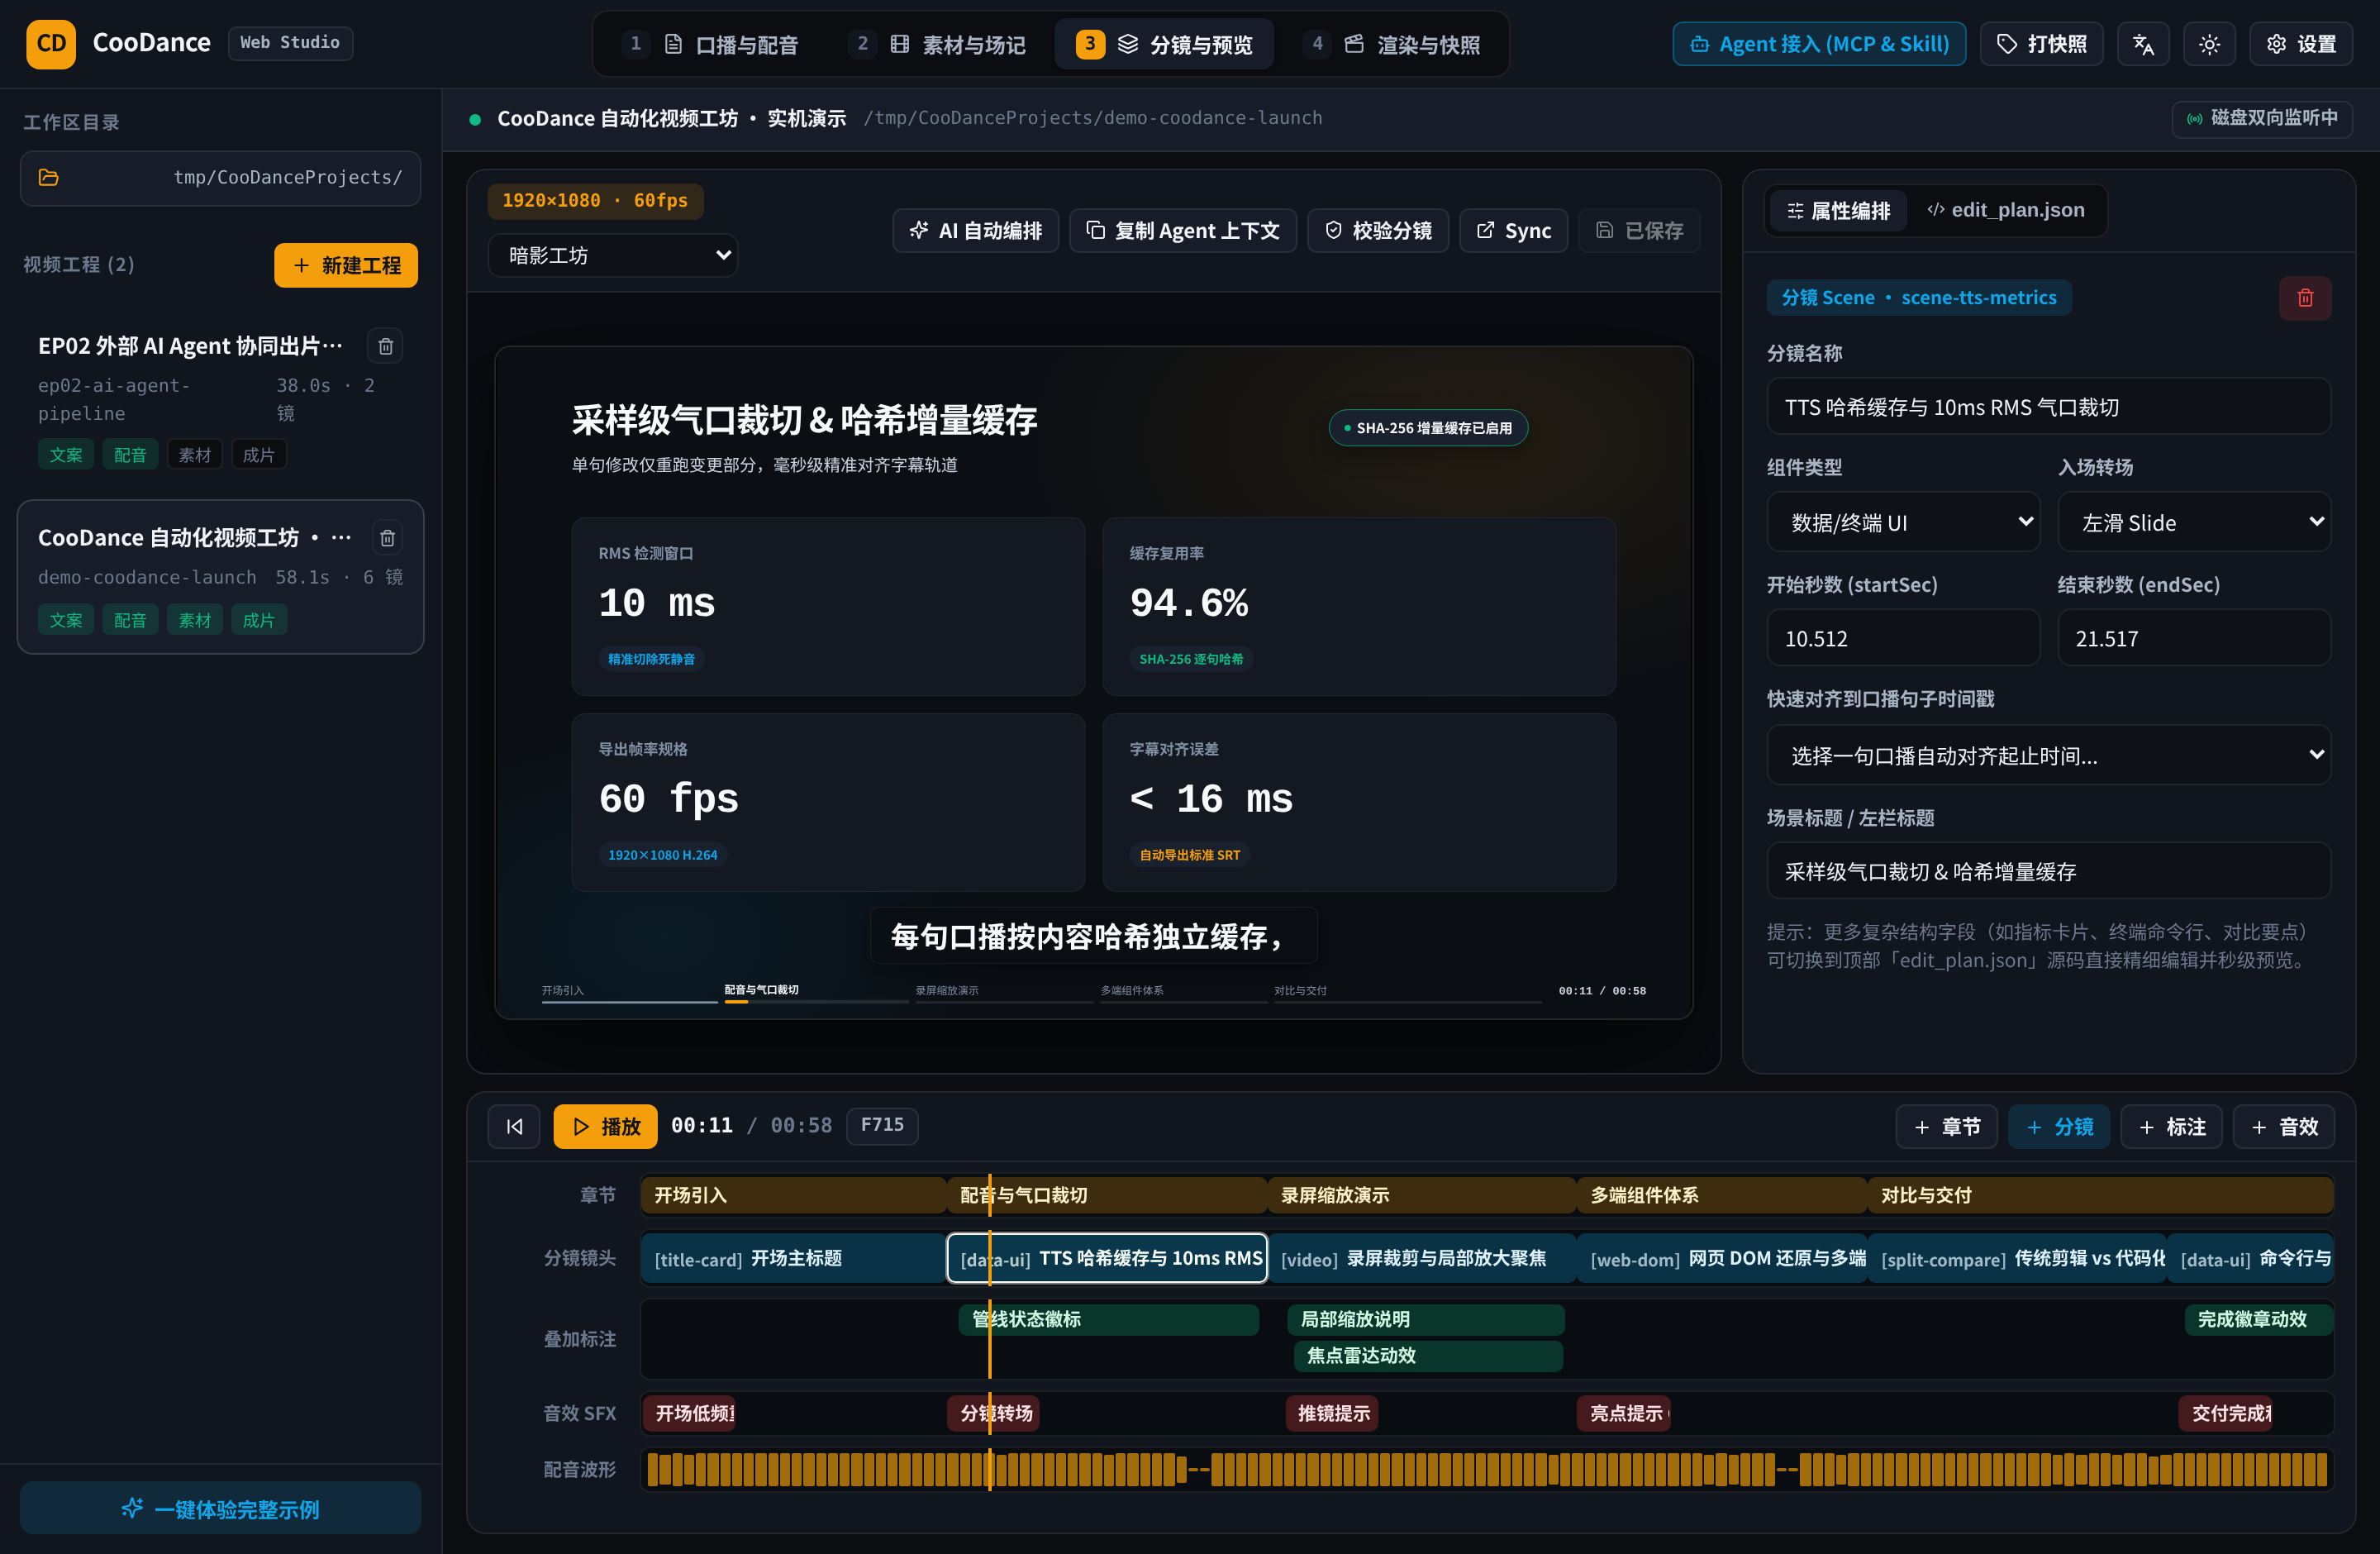 CD CooDance Web Studio
1 口播与配音 2 素材与场记 3 分镜与预览 4 渲染与快照
Agent 接入 (MCP & Skill) 打快照 设置
工作区目录
tmp/CooDanceProjects/
视频工程 (2) 新建工程
EP02 外部 AI Agent 协同出片…
ep02-ai-agent-pipeline 38.0s · 2 镜
文案 配音 素材 成片
CooDance 自动化视频工坊 • …
demo-coodance-launch 58.1s · 6 镜
文案 配音 素材 成片
一键体验完整示例
CooDance 自动化视频工坊 • 实机演示 /tmp/CooDanceProjects/demo-coodance-launch 磁盘双向监听中
1920×1080 · 60fps
暗影工坊
AI 自动编排 复制 Agent 上下文 校验分镜 Sync 已保存
采样级气口裁切 & 哈希增量缓存
SHA-256 增量缓存已启用
单句修改仅重跑变更部分，毫秒级精准对齐字幕轨道
RMS 检测窗口
10 ms
精准切除死静音
缓存复用率
94.6%
SHA-256 逐句哈希
导出帧率规格
60 fps
1920×1080 H.264
字幕对齐误差
< 16 ms
自动导出标准 SRT
每句口播按内容哈希独立缓存，
开场引入 配音与气口裁切 录屏缩放演示 多端组件体系 对比与交付 00:11 / 00:58
属性编排 edit_plan.json
分镜 Scene • scene-tts-metrics
分镜名称
TTS 哈希缓存与 10ms RMS 气口裁切
组件类型 入场转场
数据/终端 UI 左滑 Slide
开始秒数 (startSec) 结束秒数 (endSec)
10.512 21.517
快速对齐到口播句子时间戳
选择一句口播自动对齐起止时间...
场景标题 / 左栏标题
采样级气口裁切 & 哈希增量缓存
提示：更多复杂结构字段（如指标卡片、终端命令行、对比要点）
可切换到顶部「edit_plan.json」源码直接精细编辑并秒级预览。
播放 00:11 / 00:58 F715
章节 分镜 标注 音效
章节 开场引入 配音与气口裁切 录屏缩放演示 多端组件体系 对比与交付
分镜镜头 [title-card] 开场主标题 [data-ui] TTS 哈希缓存与 10ms RMS [video] 录屏裁剪与局部放大聚焦 [web-dom] 网页 DOM 还原与多端 [split-compare] 传统剪辑 vs 代码化 [data-ui] 命令行与
叠加标注 管线状态徽标 局部缩放说明 完成徽章动效
焦点雷达动效
音效 SFX 开场低频 分镜转场 推镜提示 亮点提示 交付完成
配音波形